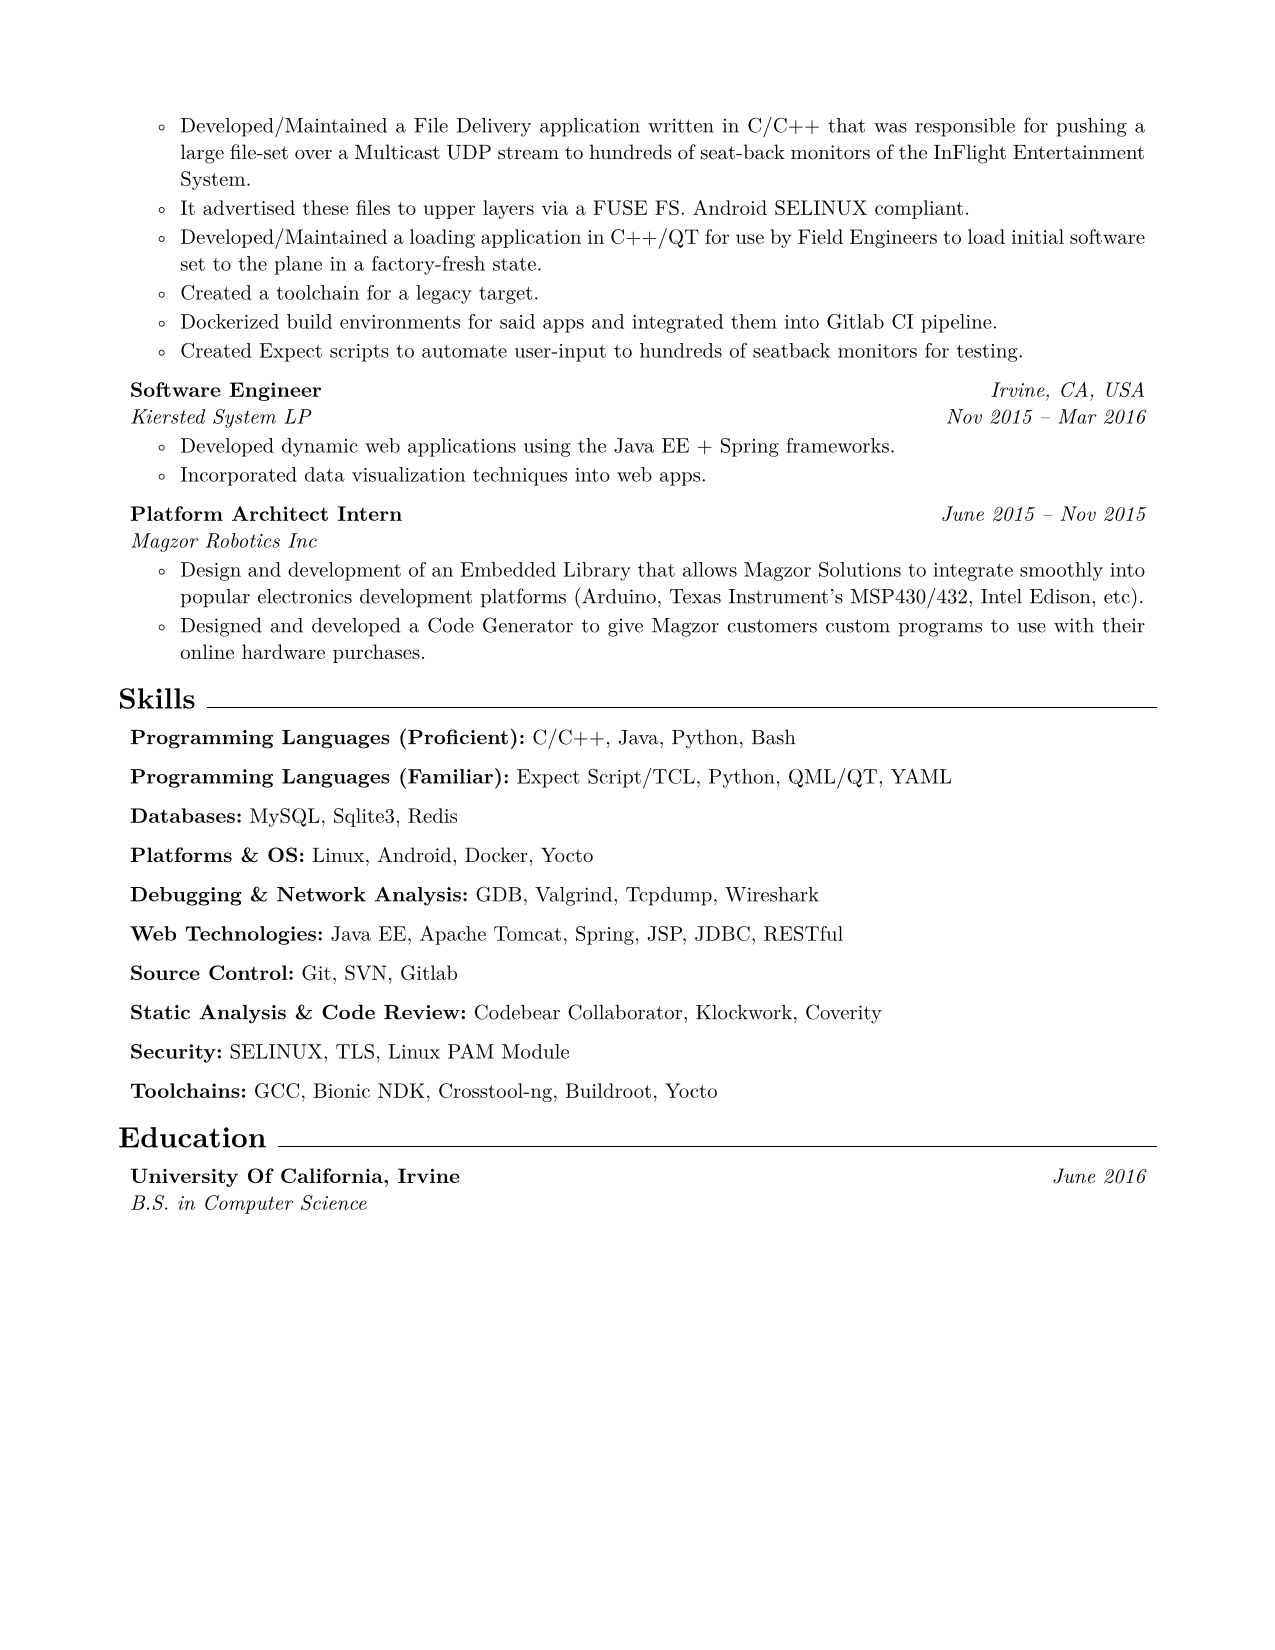 ◦ Developed/Maintained a File Delivery application written in C/C++ that was responsible for pushing a
large file-set over a Multicast UDP stream to hundreds of seat-back monitors of the InFlight Entertainment
System.
◦ It advertised these files to upper layers via a FUSE FS. Android SELINUX compliant.
◦ Developed/Maintained a loading application in C++/QT for use by Field Engineers to load initial software
set to the plane in a factory-fresh state.
◦ Created a toolchain for a legacy target.
◦ Dockerized build environments for said apps and integrated them into Gitlab CI pipeline.
◦ Created Expect scripts to automate user-input to hundreds of seatback monitors for testing.
Software Engineer Irvine, CA, USA
Kiersted System LP Nov 2015 – Mar 2016
◦ Developed dynamic web applications using the Java EE + Spring frameworks.
◦ Incorporated data visualization techniques into web apps.
Platform Architect Intern June 2015 – Nov 2015
Magzor Robotics Inc
◦ Design and development of an Embedded Library that allows Magzor Solutions to integrate smoothly into
popular electronics development platforms (Arduino, Texas Instrument's MSP430/432, Intel Edison, etc).
◦ Designed and developed a Code Generator to give Magzor customers custom programs to use with their
online hardware purchases.
Skills
Programming Languages (Proficient): C/C++, Java, Python, Bash
Programming Languages (Familiar): Expect Script/TCL, Python, QML/QT, YAML
Databases: MySQL, Sqlite3, Redis
Platforms & OS: Linux, Android, Docker, Yocto
Debugging & Network Analysis: GDB, Valgrind, Tcpdump, Wireshark
Web Technologies: Java EE, Apache Tomcat, Spring, JSP, JDBC, RESTful
Source Control: Git, SVN, Gitlab
Static Analysis & Code Review: Codebear Collaborator, Klockwork, Coverity
Security: SELINUX, TLS, Linux PAM Module
Toolchains: GCC, Bionic NDK, Crosstool-ng, Buildroot, Yocto
Education
University Of California, Irvine June 2016
B.S. in Computer Science